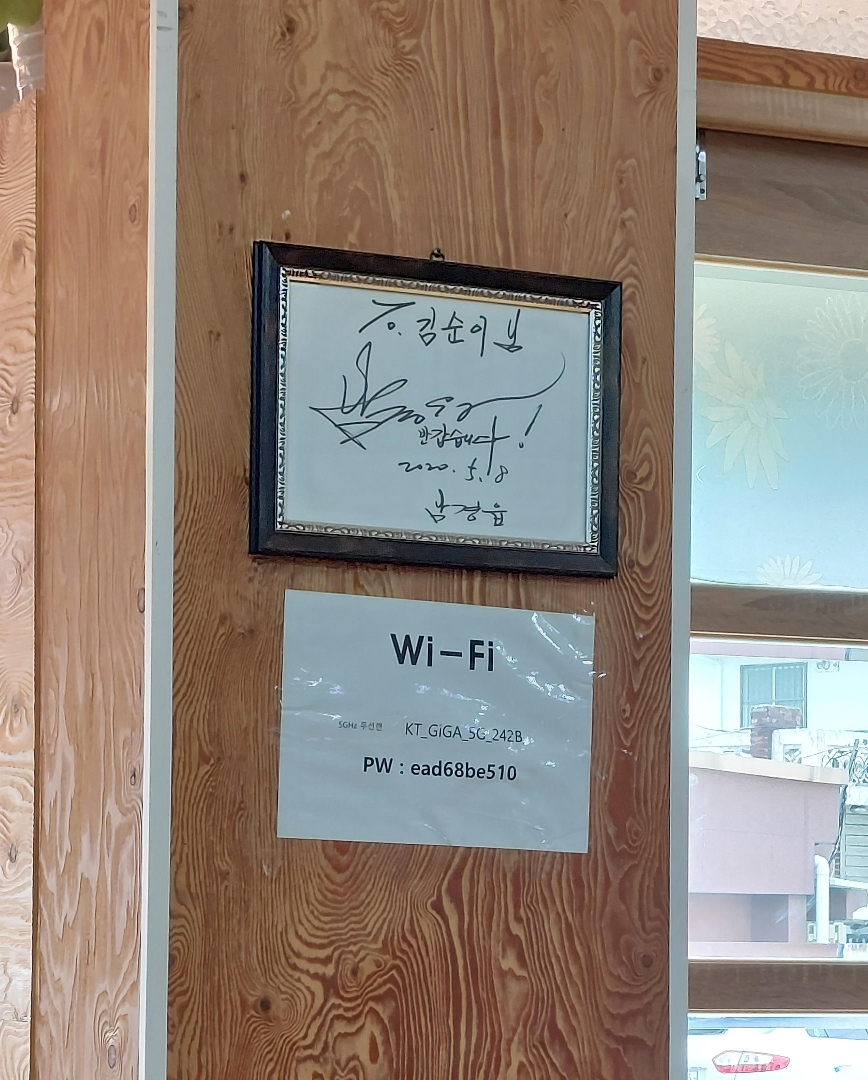 To. 김순이 님
반갑습니다!
2020. 5. 8
남경읍
Wi-Fi
5GHz 무선랜 KT_GiGA_5G_242B
PW : ead68be510